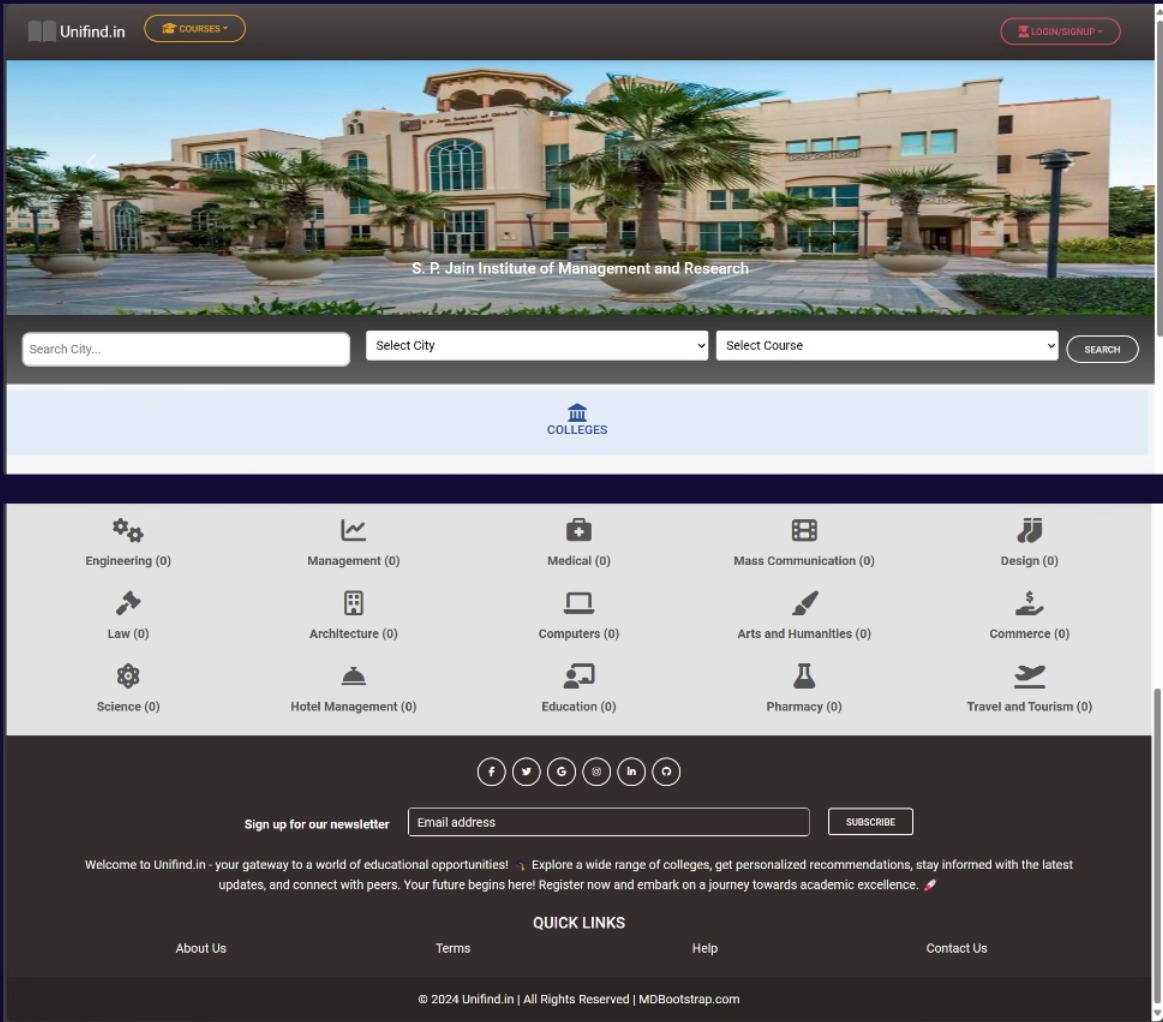 Unifind.in
COURSES
LOGIN/SIGNUP
S P Jain School of Global
Management
S. P. Jain Institute of Management and Research
Search City...
Select City
Select Course
SEARCH
COLLEGES
Engineering (0)
Management (0)
Medical (0)
Mass Communication (0)
Design (0)
Law (0)
Architecture (0)
Computers (0)
Arts and Humanities (0)
Commerce (0)
Science (0)
Hotel Management (0)
Education (0)
Pharmacy (0)
Travel and Tourism (0)
Sign up for our newsletter
Email address
SUBSCRIBE
Welcome to Unifind.in - your gateway to a world of educational opportunities! Explore a wide range of colleges, get personalized recommendations, stay informed with the latest
updates, and connect with peers. Your future begins here! Register now and embark on a journey towards academic excellence. 🚀
QUICK LINKS
About Us
Terms
Help
Contact Us
© 2024 Unifind.in | All Rights Reserved | MDBootstrap.com